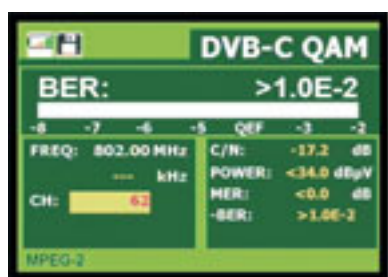 DVB-C QAM
BER: >1.0E-2
-8 -7 -6 -5 QEF -3 -2
FREQ: 802.00 MHz
--- kHz
CH: 62
C/N: -17.2 dB
POWER: <34.0 dBµV
MER: <0.0 dB
-BER: >1.0E-2
MPEG-2